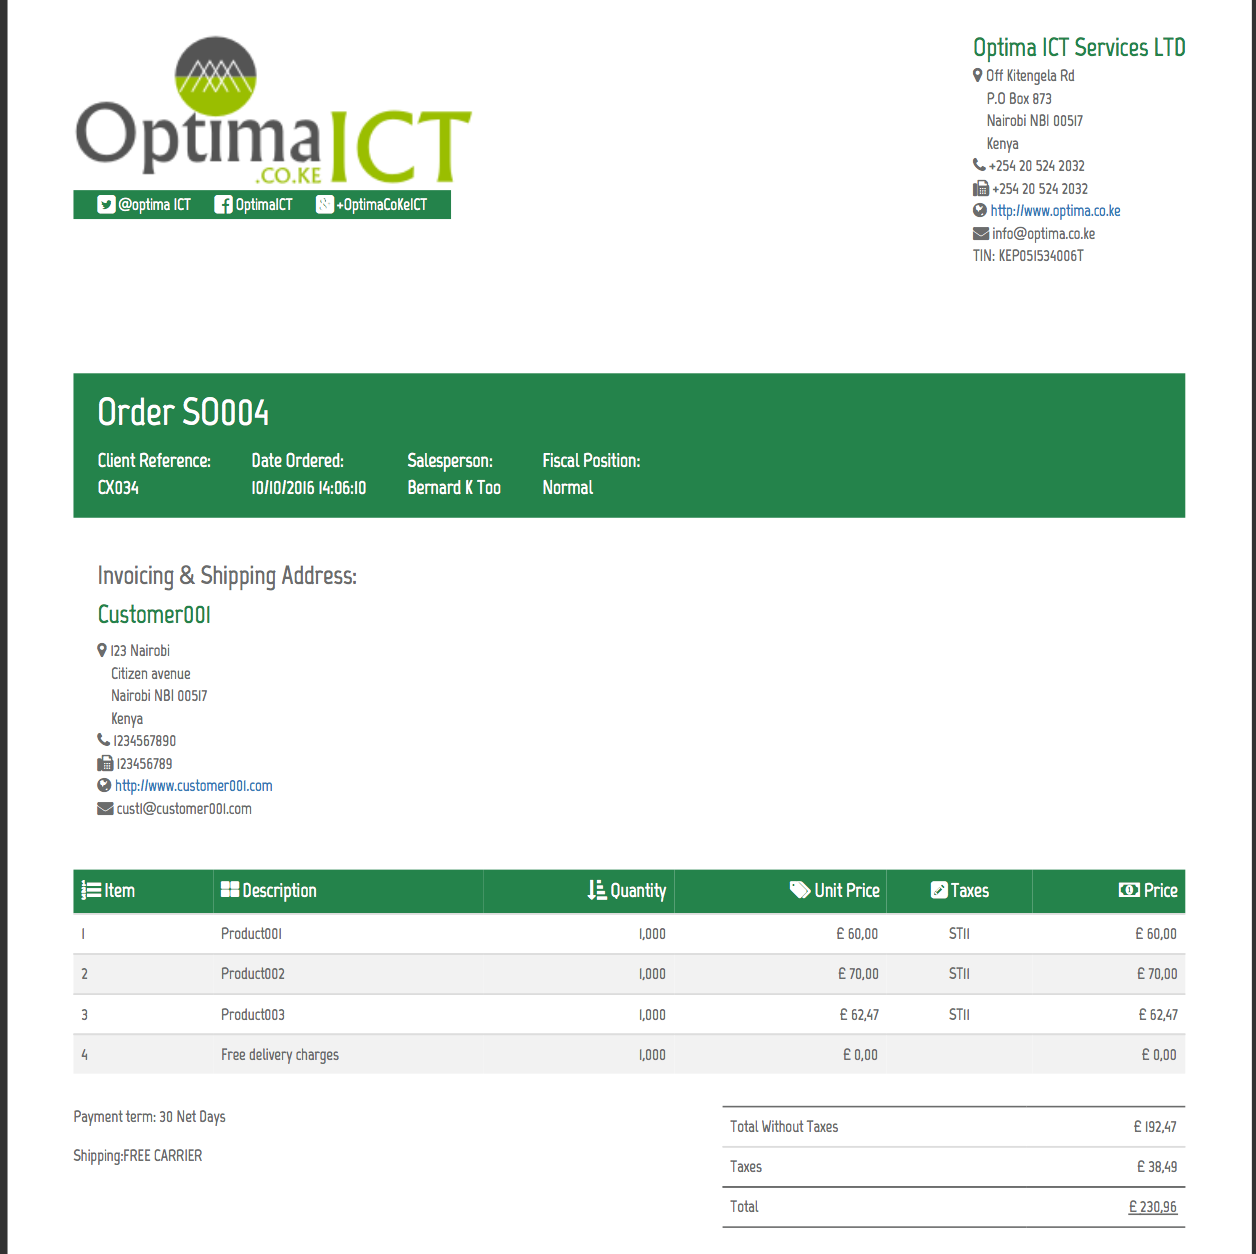 Optima ICT
.CO.KE
@optima ICT OptimaICT +OptimaCoKeICT
Optima ICT Services LTD
Off Kitengela Rd
P.O Box 873
Nairobi NBI 00517
Kenya
+254 20 524 2032
+254 20 524 2032
http://www.optima.co.ke
info@optima.co.ke
TIN: KEP051534006T
Order SO004
Client Reference: Date Ordered: Salesperson: Fiscal Position:
CX034 10/10/2016 14:06:10 Bernard K Too Normal
Invoicing & Shipping Address:
Customer001
123 Nairobi
Citizen avenue
Nairobi NBI 00517
Kenya
1234567890
123456789
http://www.customer001.com
cust1@customer001.com
Item Description Quantity Unit Price Taxes Price
1 Product001 1,000 £ 60,00 ST11 £ 60,00
2 Product002 1,000 £ 70,00 ST11 £ 70,00
3 Product003 1,000 £ 62,47 ST11 £ 62,47
4 Free delivery charges 1,000 £ 0,00 £ 0,00
Payment term: 30 Net Days
Shipping:FREE CARRIER
Total Without Taxes £ 192,47
Taxes £ 38,49
Total £ 230,96